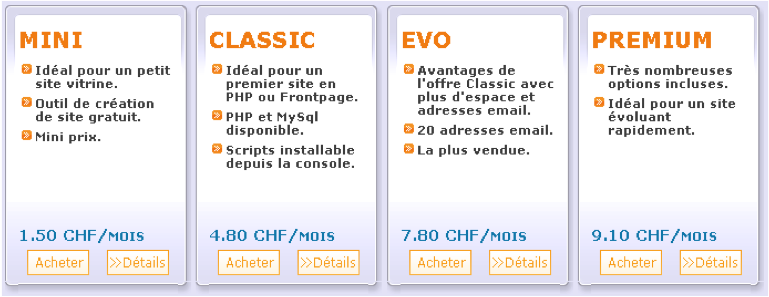 MINI
Idéal pour un petit
site vitrine.
Outil de création
de site gratuit.
Mini prix.
1.50 CHF/MOIS
Acheter
>>Détails
CLASSIC
Idéal pour un
premier site en
PHP ou Frontpage.
PHP et MySql
disponible.
Scripts installable
depuis la console.
4.80 CHF/MOIS
Acheter
>>Détails
EVO
Avantages de
l'offre Classic avec
plus d'espace et
adresses email.
20 adresses email.
La plus vendue.
7.80 CHF/MOIS
Acheter
>>Détails
PREMIUM
Très nombreuses
options incluses.
Idéal pour un site
évoluant
rapidement.
9.10 CHF/MOIS
Acheter
>>Détails